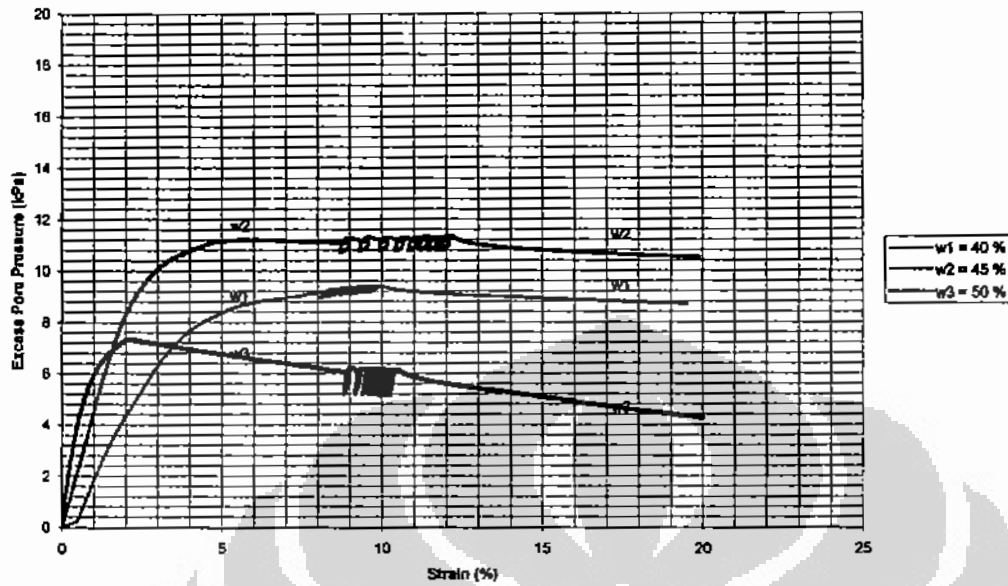 20
18
16
14
12
10
8
6
4
2
0
Excess Pore Pressure (kPa)
w2
w2
w1
w1
w3
w3
0
5
10
15
20
25
Strain (%)
w1 = 40 %
w2 = 45 %
w3 = 50 %